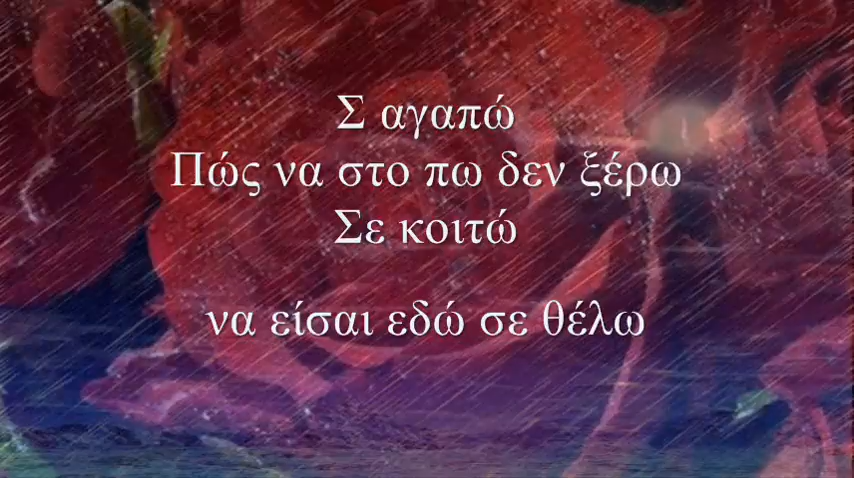 Σ αγαπώ
Πώς να στο πω δεν ξέρω
Σε κοιτώ
να είσαι εδώ σε θέλω